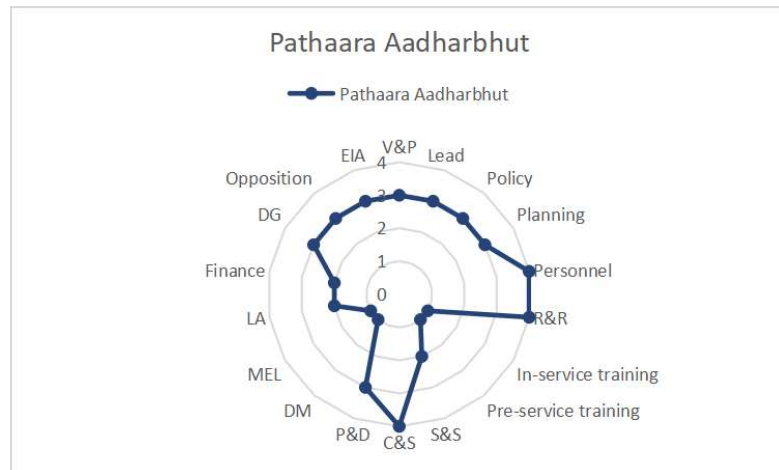 Pathaara Aadharbhut
Pathaara Aadharbhut
V&P
Lead
Policy
Planning
Personnel
R&R
In-service training
Pre-service training
S&S
C&S
P&D
DM
MEL
LA
Finance
DG
Opposition
EIA
4
3
2
1
0